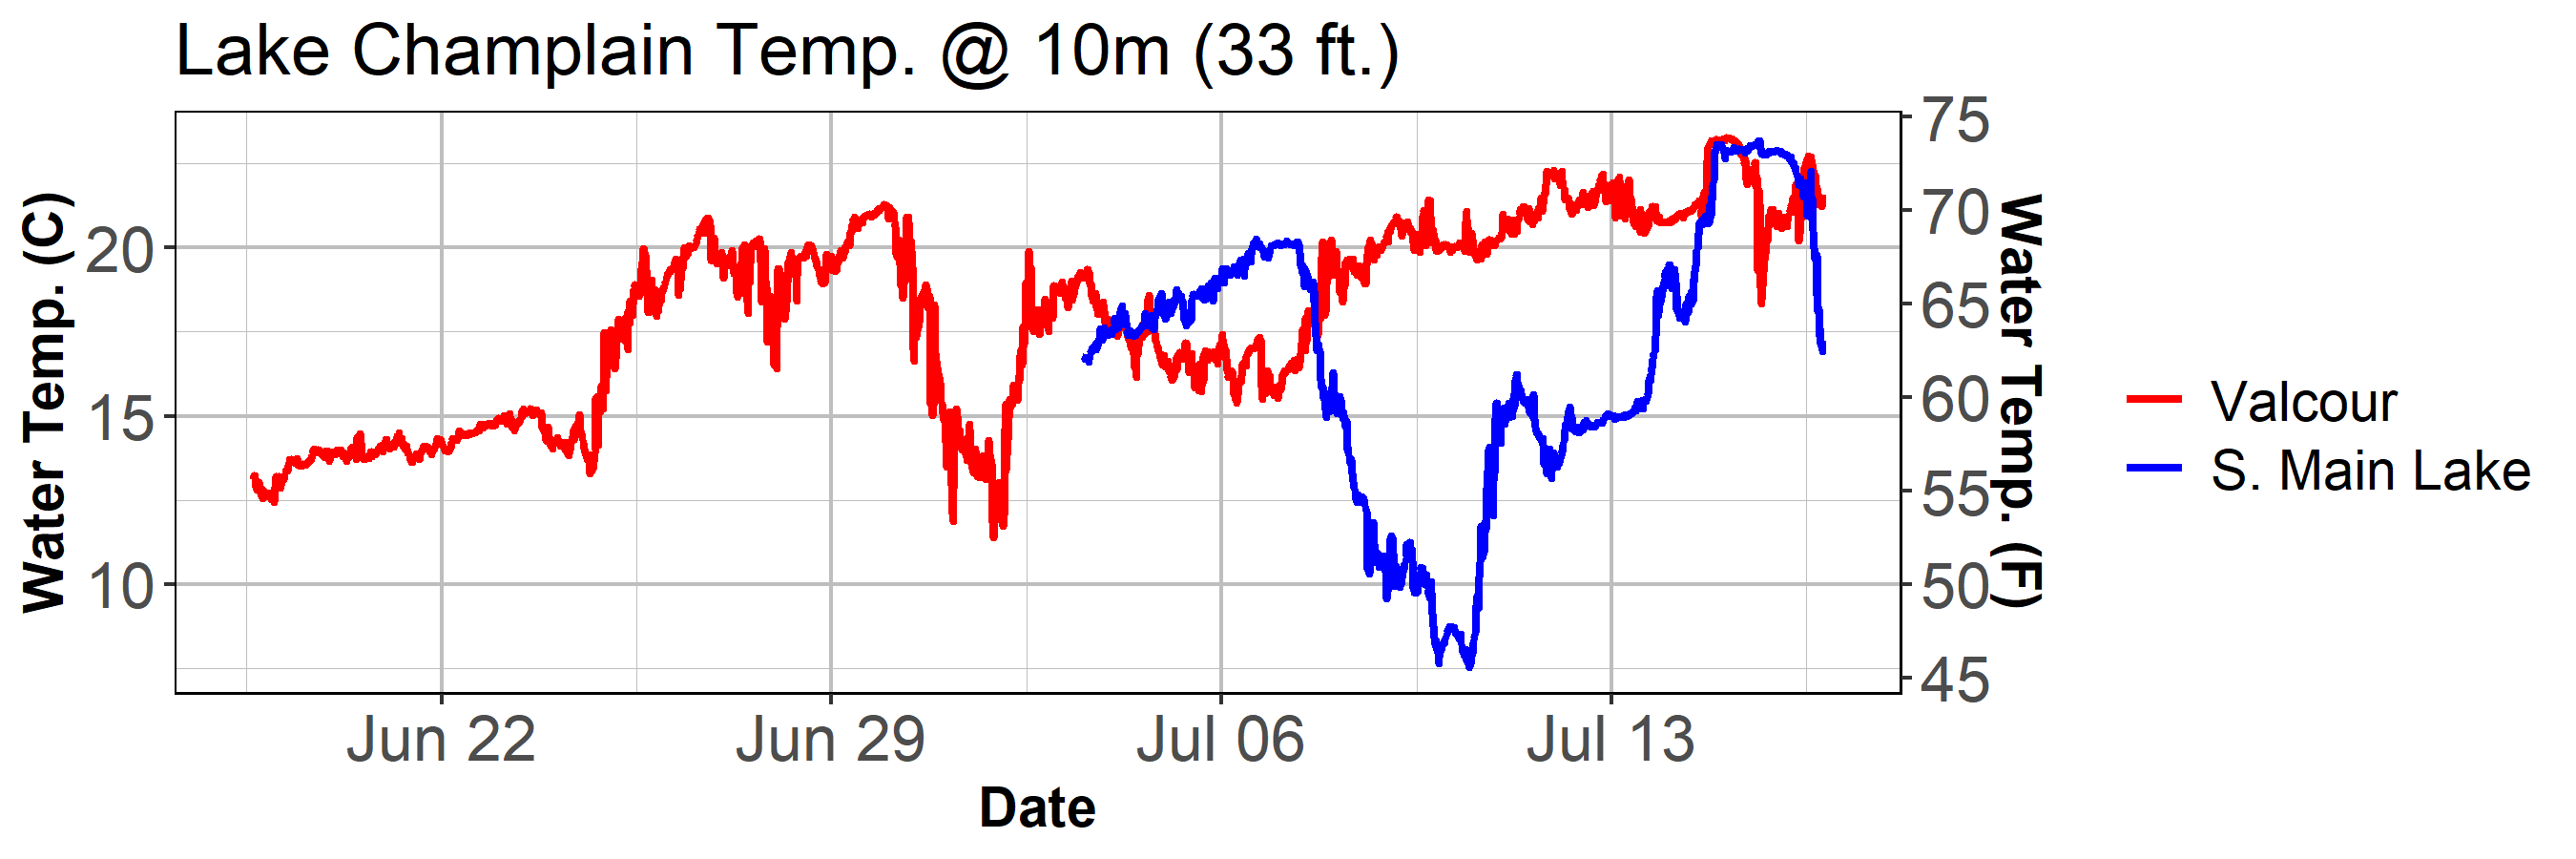 Lake Champlain Temp. @ 10m (33 ft.)
Water Temp. (C)
20
15
10
75
70
65
60
55
50
45
Water Temp. (F)
Jun 22
Jun 29
Jul 06
Jul 13
Date
Valcour
S. Main Lake